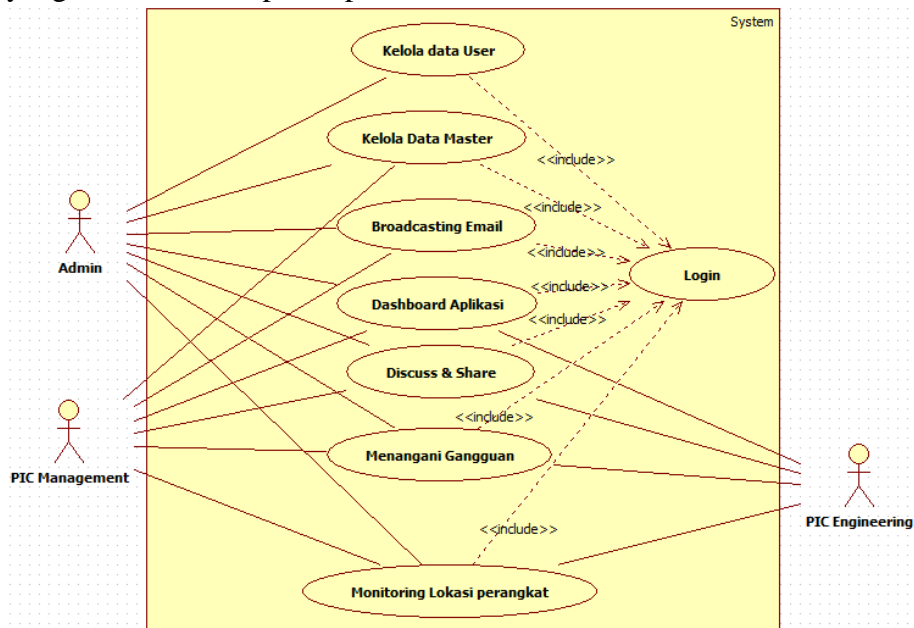 System
Kelola data User
Kelola Data Master
<<include>>
<<include>>
Broadcasting Email
<<include>>
Admin
Login
<<include>>
Dashboard Aplikasi
<<include>>
Discuss & Share
<<include>>
Menangani Gangguan
PIC Management
PIC Engineering
<<include>>
Monitoring Lokasi perangkat